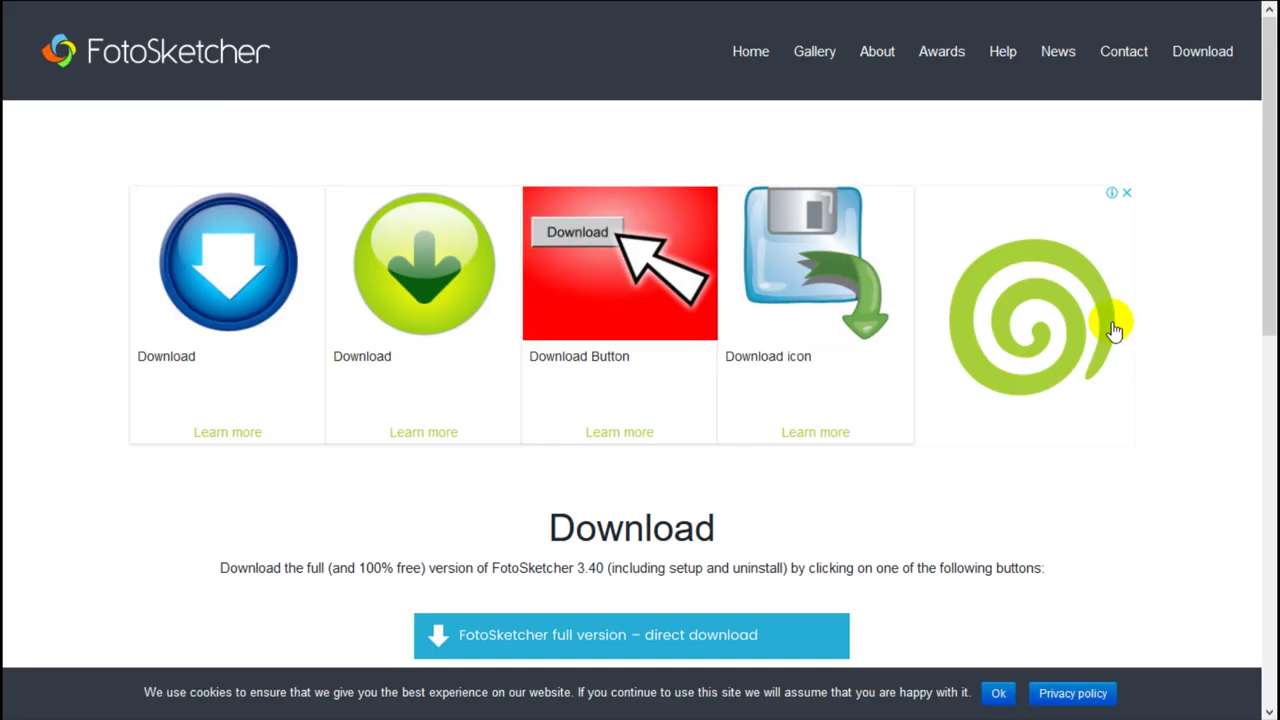 FotoSketcher
Home Gallery About Awards Help News Contact Download
Download
Download Download Download Button Download icon
Learn more Learn more Learn more Learn more
Download
Download the full (and 100% free) version of FotoSketcher 3.40 (including setup and uninstall) by clicking on one of the following buttons:
FotoSketcher full version – direct download
We use cookies to ensure that we give you the best experience on our website. If you continue to use this site we will assume that you are happy with it. Ok Privacy policy